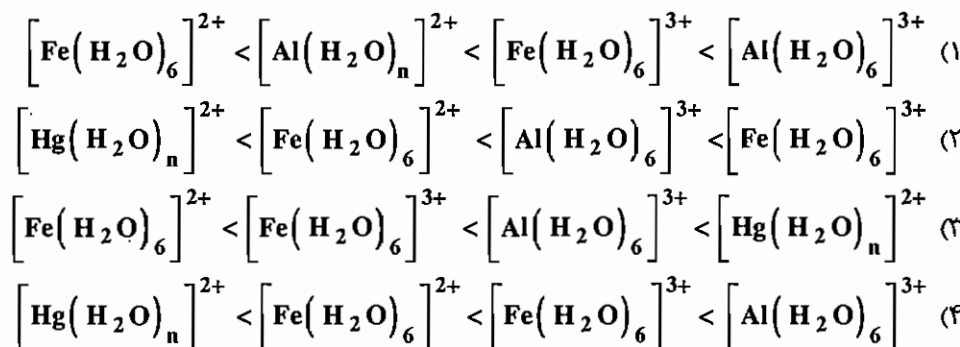 [Fe(H₂O)₆]²⁺ < [Al(H₂O)ₙ]²⁺ < [Fe(H₂O)₆]³⁺ < [Al(H₂O)₆]³⁺ (۱
[Hg(H₂O)ₙ]²⁺ < [Fe(H₂O)₆]²⁺ < [Al(H₂O)₆]³⁺ < [Fe(H₂O)₆]³⁺ (۲
[Fe(H₂O)₆]²⁺ < [Fe(H₂O)₆]³⁺ < [Al(H₂O)₆]³⁺ < [Hg(H₂O)ₙ]²⁺ (۳
[Hg(H₂O)ₙ]²⁺ < [Fe(H₂O)₆]²⁺ < [Fe(H₂O)₆]³⁺ < [Al(H₂O)₆]³⁺ (۴